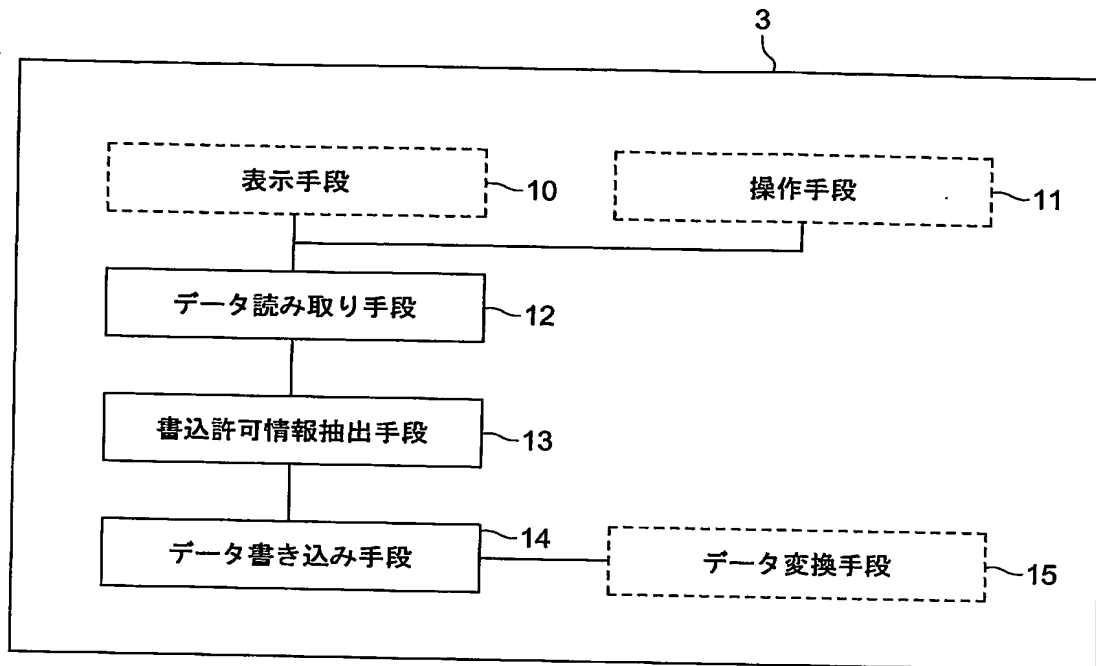 3
表示手段
10
操作手段
11
データ読み取り手段
12
書込許可情報抽出手段
13
データ書き込み手段
14
データ変換手段
15